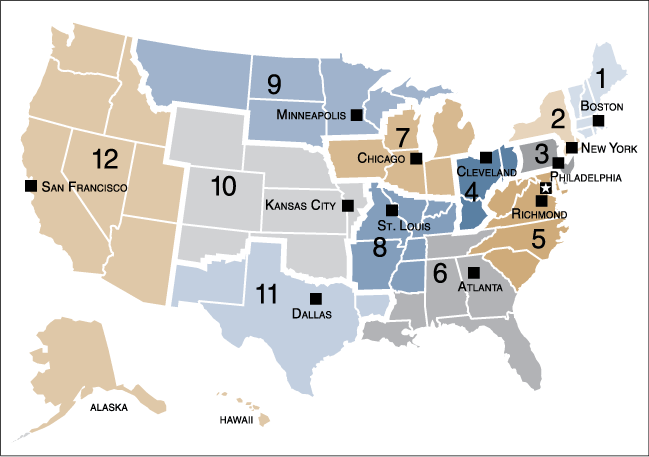 1
BOSTON
9
MINNEAPOLIS
2
7
NEW YORK
3
12
CHICAGO
CLEVELAND
PHILADELPHIA
10
SAN FRANCISCO
4
KANSAS CITY
RICHMOND
ST. LOUIS
5
8
6
11
ATLANTA
DALLAS
ALASKA
HAWAII